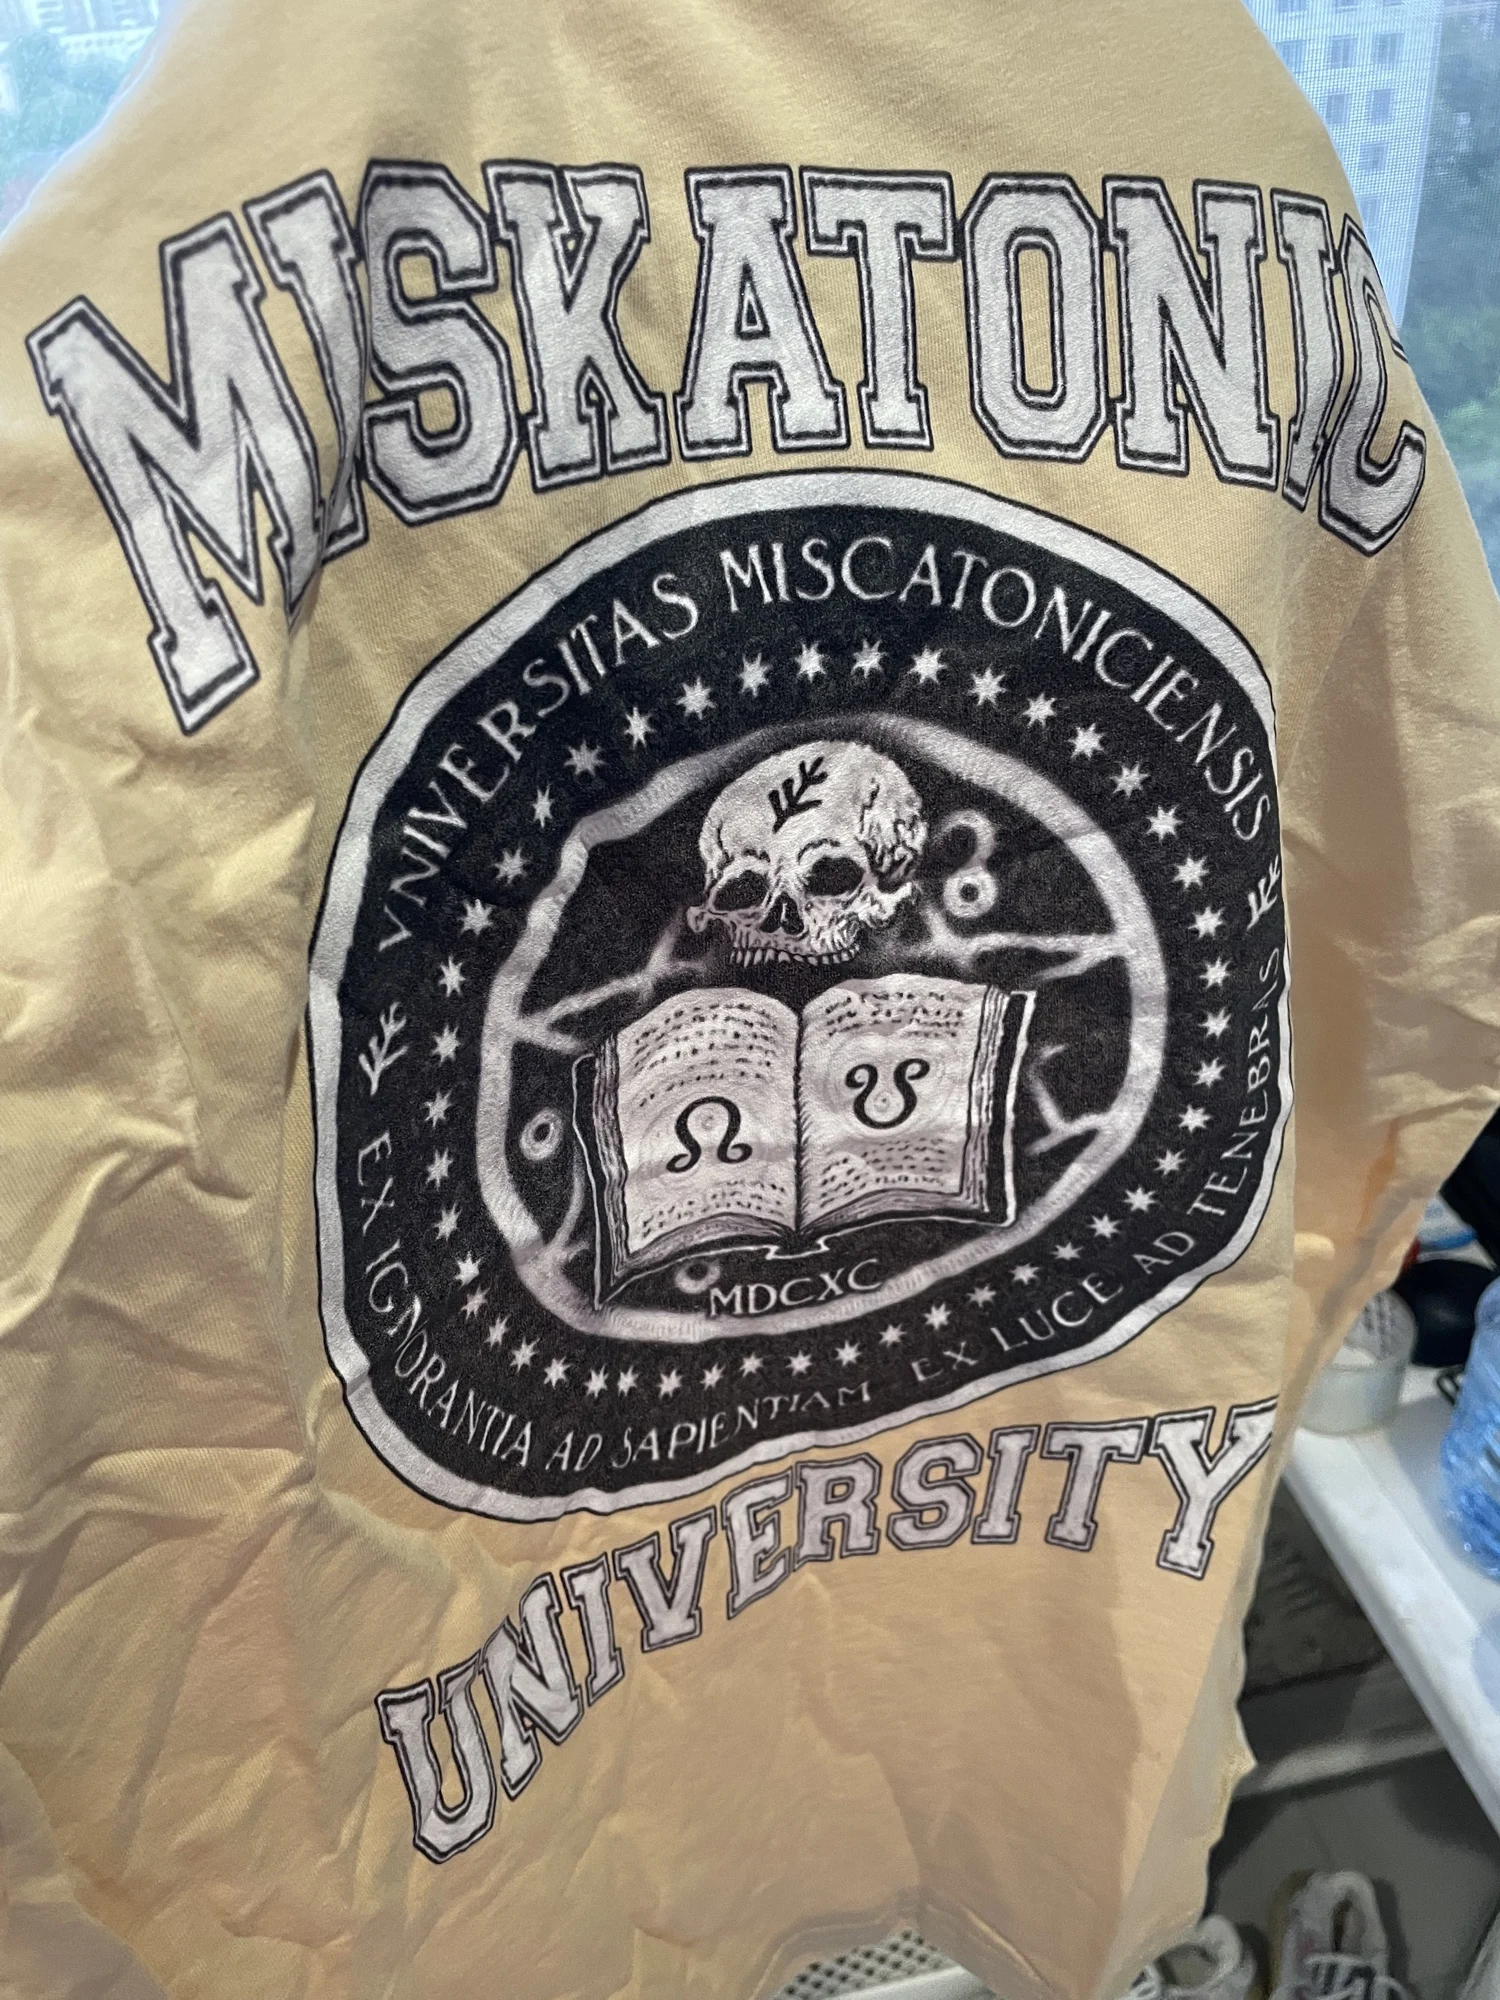 MISKATONIC
VNIVERSITAS MISCATONICIENSIS
EX IGNORANTIA AD SAPIENTIAM EX LUCE AD TENEBRAS
MDCXC
UNIVERSITY